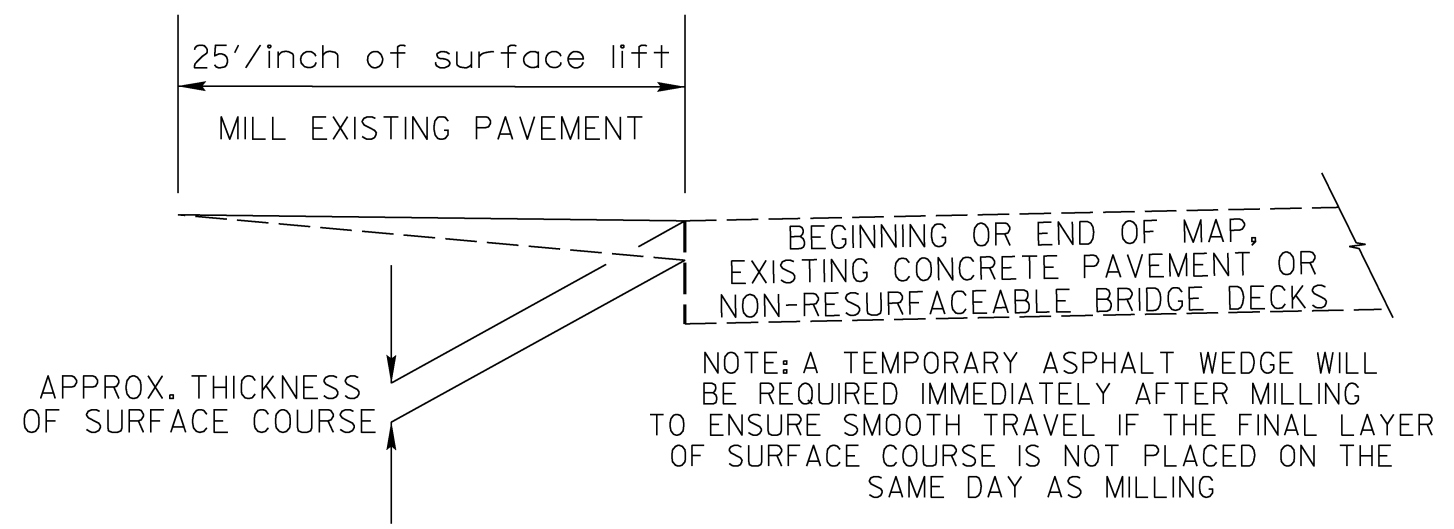 25'/inch of surface lift
MILL EXISTING PAVEMENT
BEGINNING OR END OF MAP,
EXISTING CONCRETE PAVEMENT OR
NON-RESURFACEABLE BRIDGE DECKS
APPROX. THICKNESS
OF SURFACE COURSE
NOTE: A TEMPORARY ASPHALT WEDGE WILL
BE REQUIRED IMMEDIATELY AFTER MILLING
TO ENSURE SMOOTH TRAVEL IF THE FINAL LAYER
OF SURFACE COURSE IS NOT PLACED ON THE
SAME DAY AS MILLING